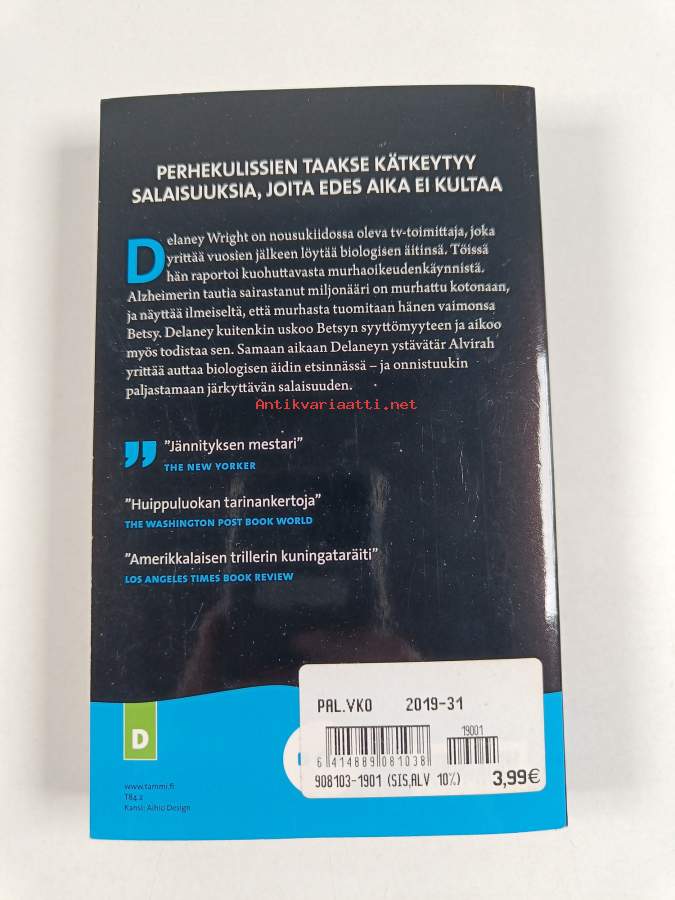 PERHEKULISSIEN TAAKSE KÄTKEYTYY
SALAISUUKSIA, JOITA EDES AIKA EI KULTAA
Delaney Wright on nousukiidossa oleva tv-toimittaja, joka
yrittää vuosien jälkeen löytää biologisen äitinsä. Töissä
hän raportoi kuohuttavasta murhaoikeudenkäynnistä.
Alzheimerin tautia sairastanut miljonääri on murhattu kotonaan,
ja näyttää ilmeiseltä, että murhasta tuomitaan hänen vaimonsa
Betsy. Delaney kuitenkin uskoo Betsyn syyttömyyteen ja aikoo
myös todistaa sen. Samaan aikaan Delaneyn ystävätär Alvirah
yrittää auttaa biologisen äidin etsinnässä – ja onnistuukin
paljastamaan järkyttävän salaisuuden.
Antikvariaatti.net
"Jännityksen mestari"
THE NEW YORKER
"Huippuluokan tarinankertoja"
THE WASHINGTON POST BOOK WORLD
"Amerikkalaisen trillerin kuningataräiti"
LOS ANGELES TIMES BOOK REVIEW
PAL.VKO 2019-31
19001
6 414889 081038
908103-1901 (SIS,ALV 10%) 3,99€
D
www.tammi.fi
T84.2
Kansi: Aihio Design